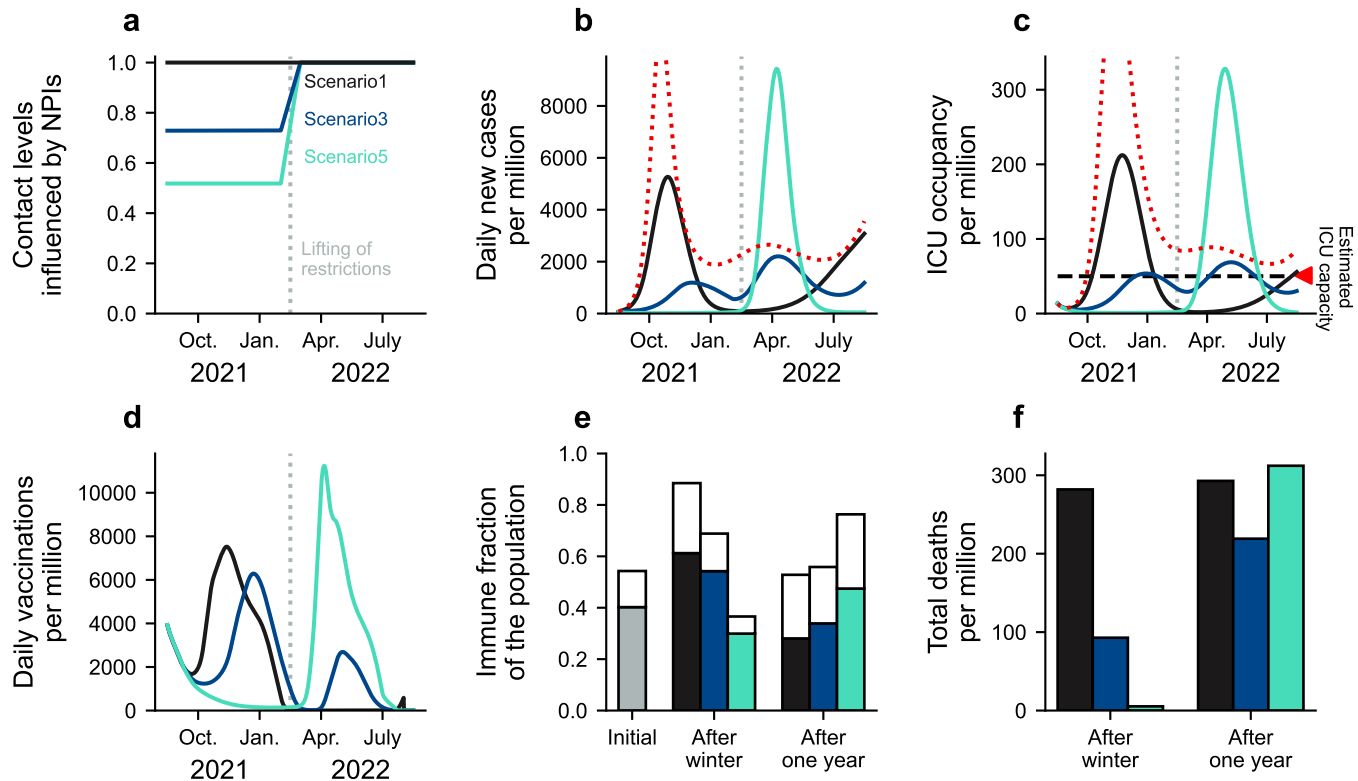 a
Contact levels
influenced by NPIs
1.0
0.8
0.6
0.4
0.2
0.0
Scenario1
Scenario3
Scenario5
Lifting of
restrictions
Oct.
Jan.
Apr.
July
2021
2022
b
Daily new cases
per million
8000
6000
4000
2000
0
Oct.
Jan.
Apr.
July
2021
2022
c
ICU occupancy
per million
300
200
100
0
Estimated
ICU capacity
Oct.
Jan.
Apr.
July
2021
2022
d
Daily vaccinations
per million
10000
8000
6000
4000
2000
0
Oct.
Jan.
Apr.
July
2021
2022
e
Immune fraction
of the population
1.0
0.8
0.6
0.4
0.2
0.0
Initial
After
winter
After
one year
f
Total deaths
per million
300
200
100
0
After
winter
After
one year